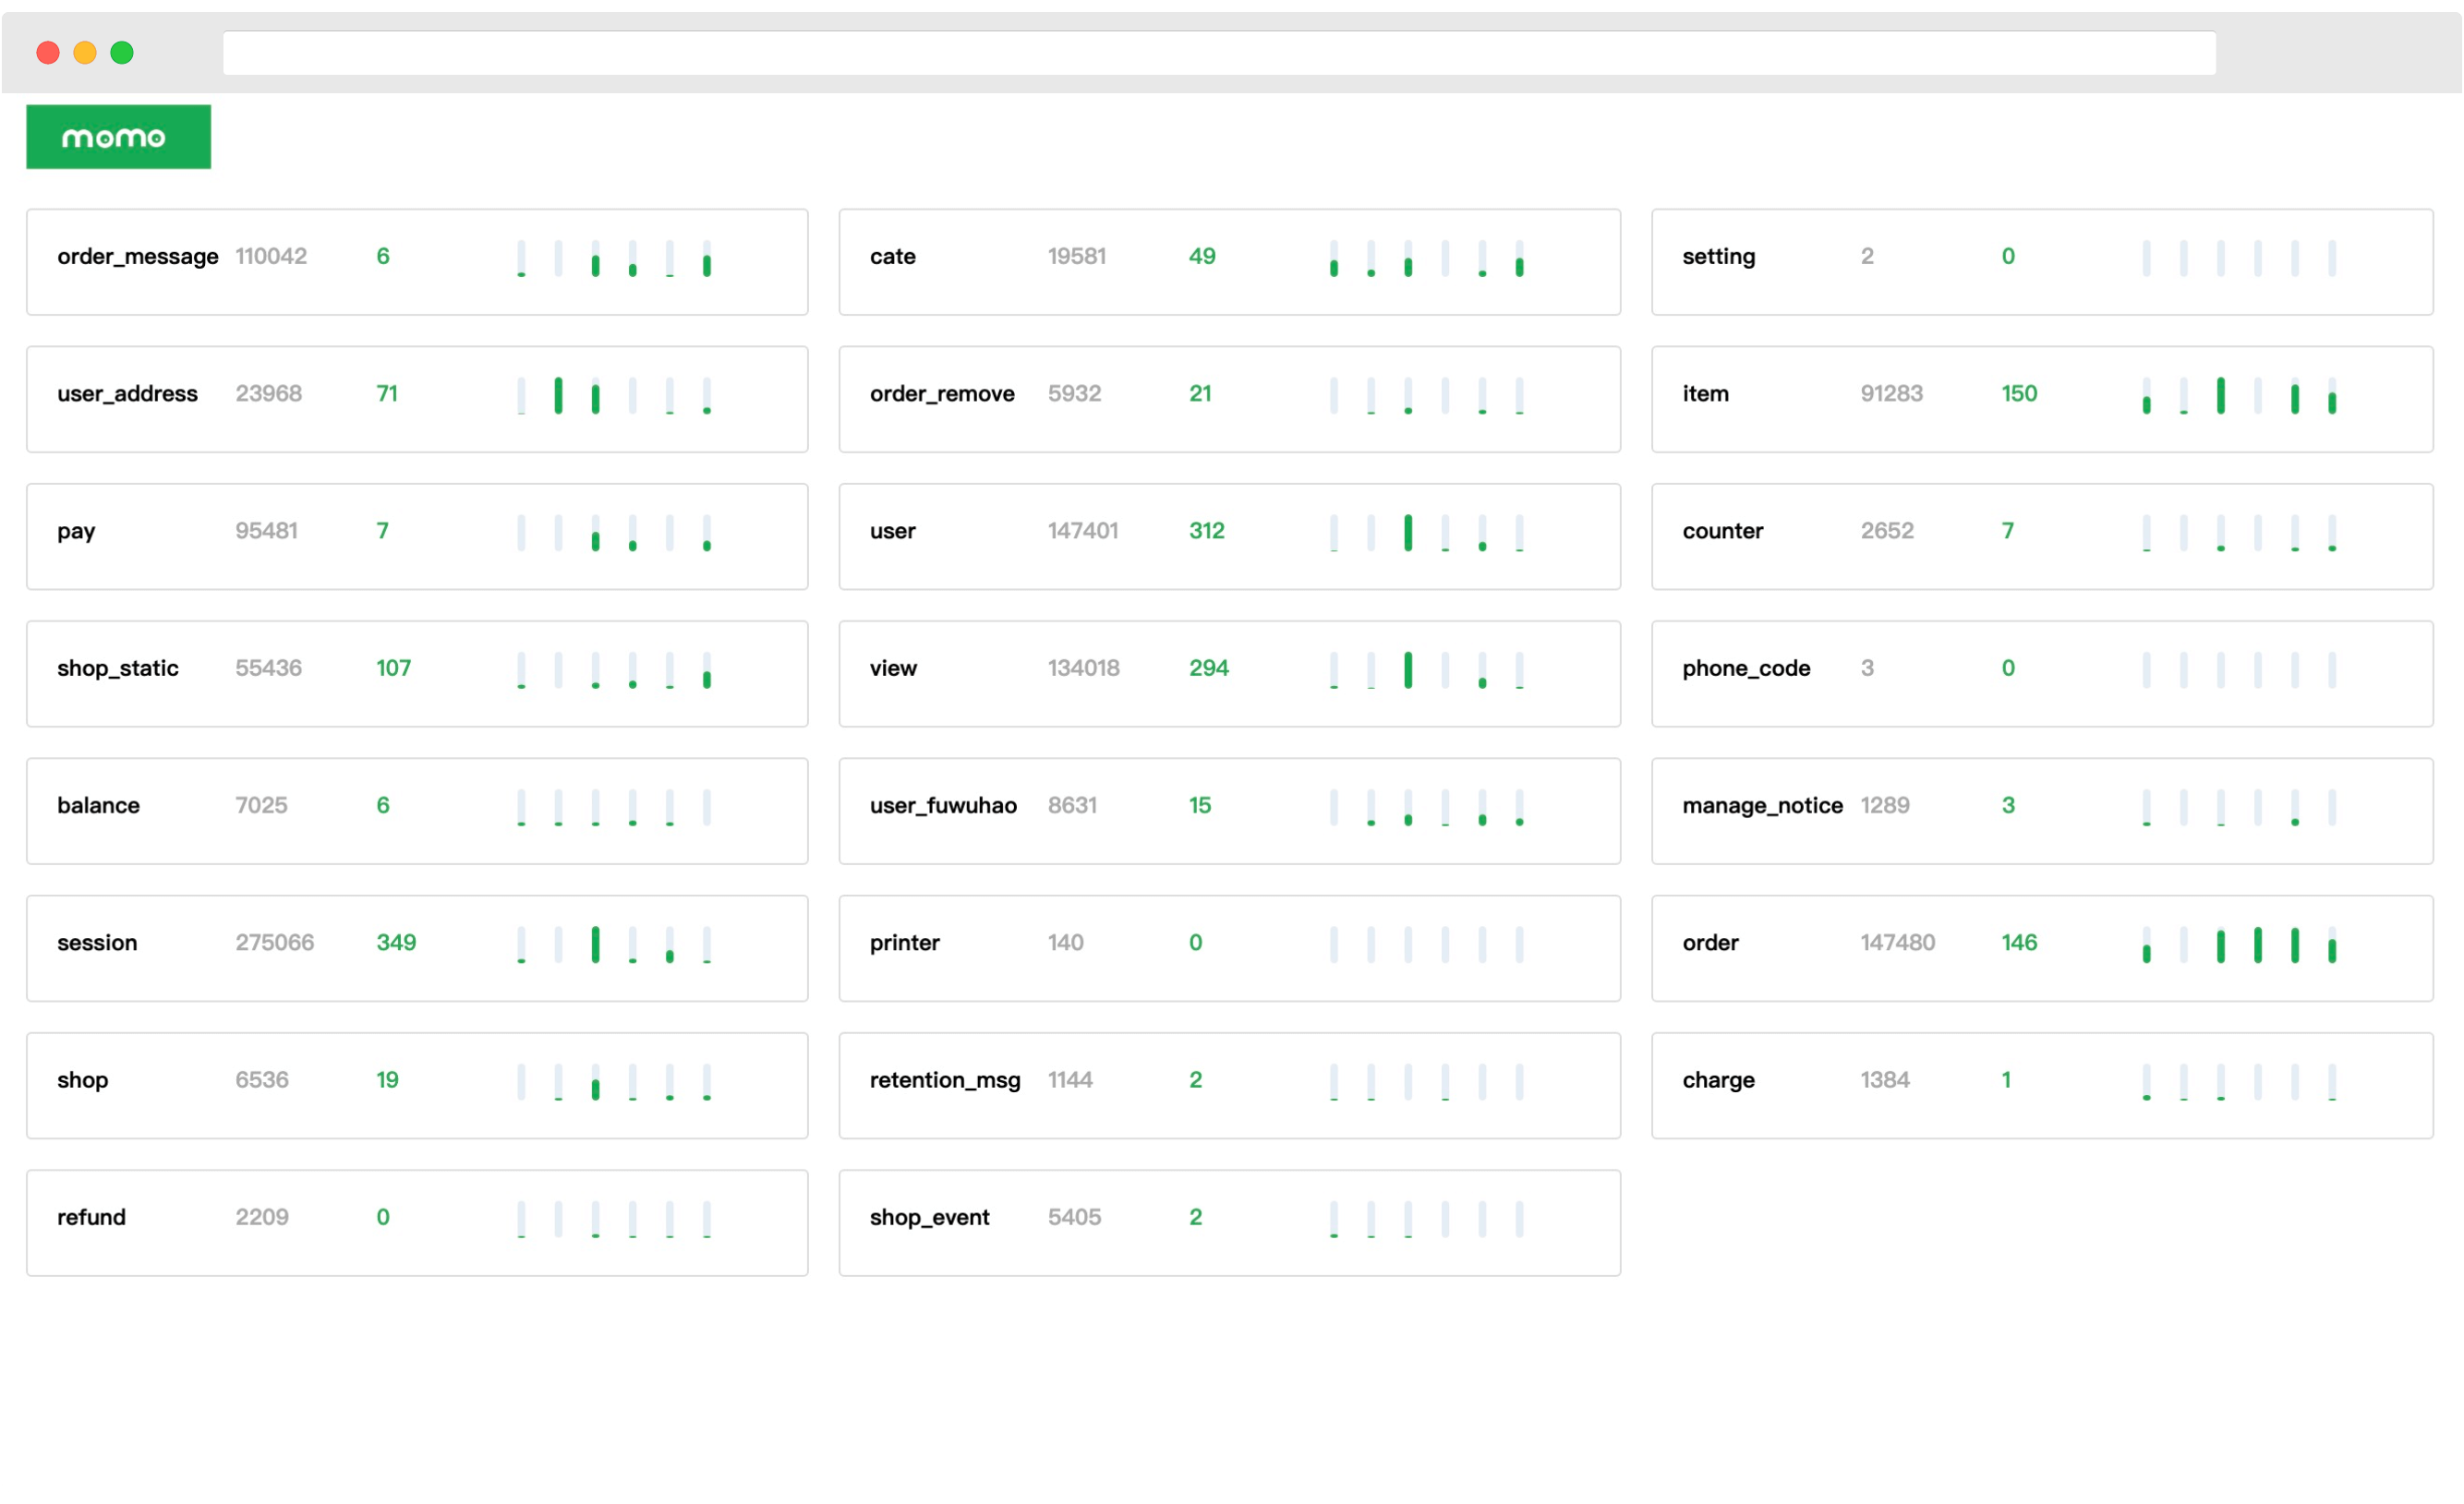 momo
order_message 110042 6
cate 19581 49
setting 2 0
user_address 23968 71
order_remove 5932 21
item 91283 150
pay 95481 7
user 147401 312
counter 2652 7
shop_static 55436 107
view 134018 294
phone_code 3 0
balance 7025 6
user_fuwuhao 8631 15
manage_notice 1289 3
session 275066 349
printer 140 0
order 147480 146
shop 6536 19
retention_msg 1144 2
charge 1384 1
refund 2209 0
shop_event 5405 2